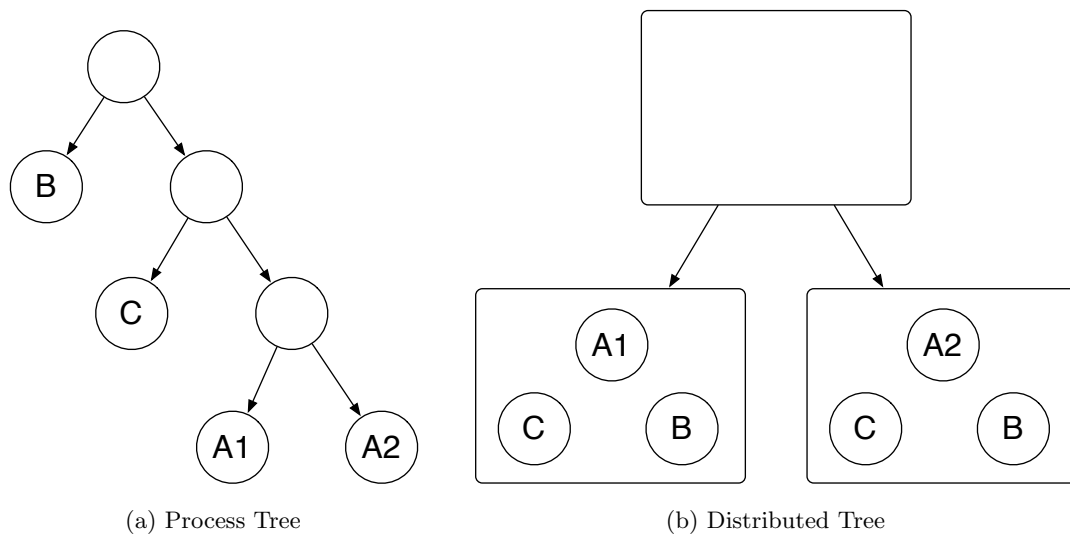 B
C
A1 A2
(a) Process Tree
A1
C B
A2
C B
(b) Distributed Tree